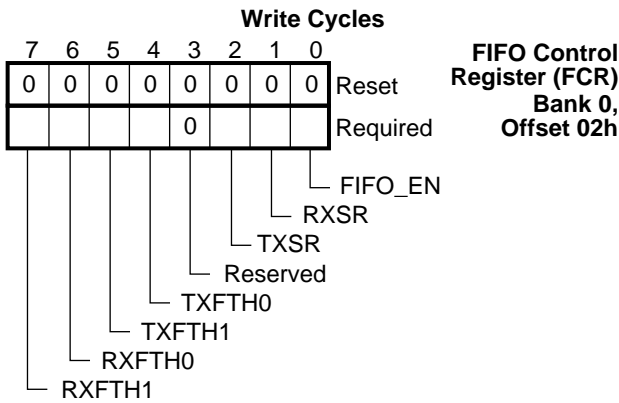 Write Cycles
7 6 5 4 3 2 1 0
FIFO Control
Register (FCR)
Bank 0,
Offset 02h
0 0 0 0 0 0 0 0 Reset
0 Required
FIFO_EN
RXSR
TXSR
Reserved
TXFTH0
TXFTH1
RXFTH0
RXFTH1